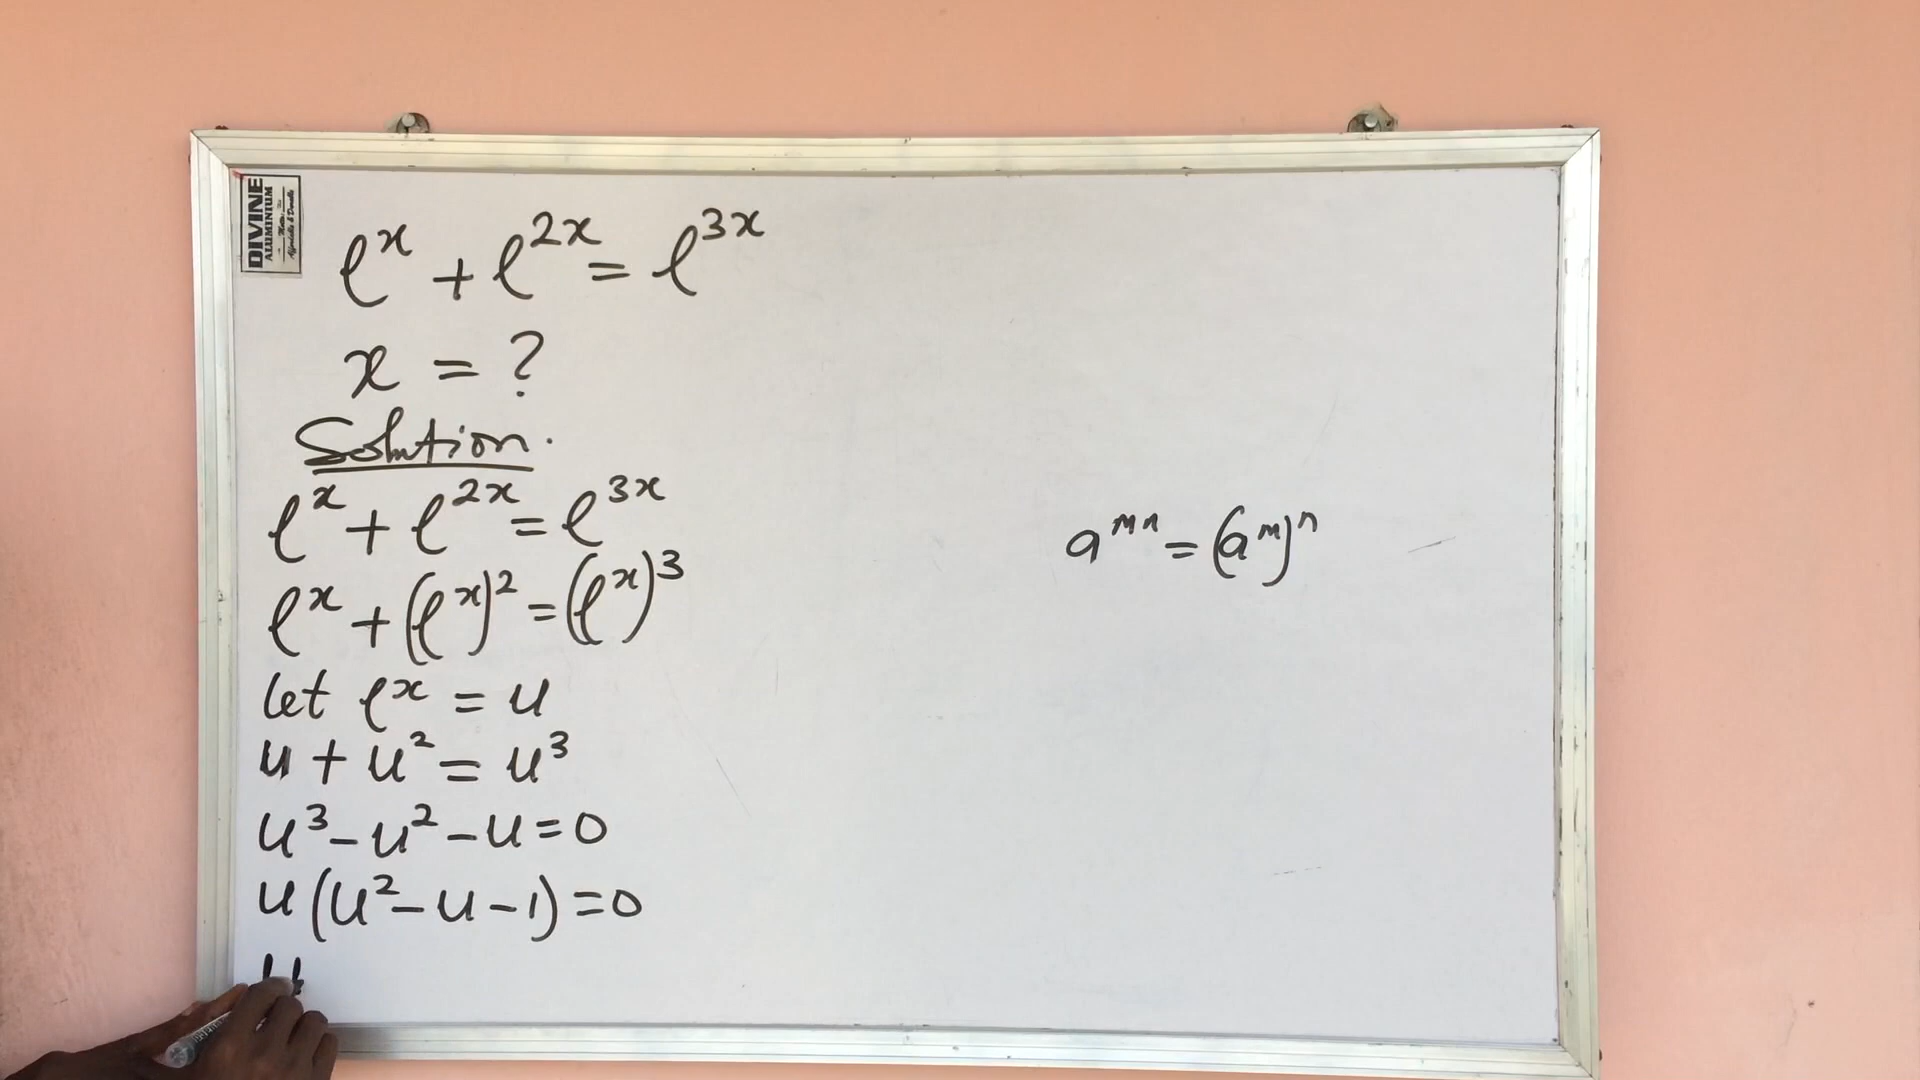 DIVINE
ALUMINIUM
e^x + e^2x = e^3x
x = ?
Solution.
e^x + e^2x = e^3x
e^x + (e^x)^2 = (e^x)^3
a^mn = (a^m)^n
let e^x = u
u + u^2 = u^3
u^3 - u^2 - u = 0
u(u^2 - u - 1) = 0
u